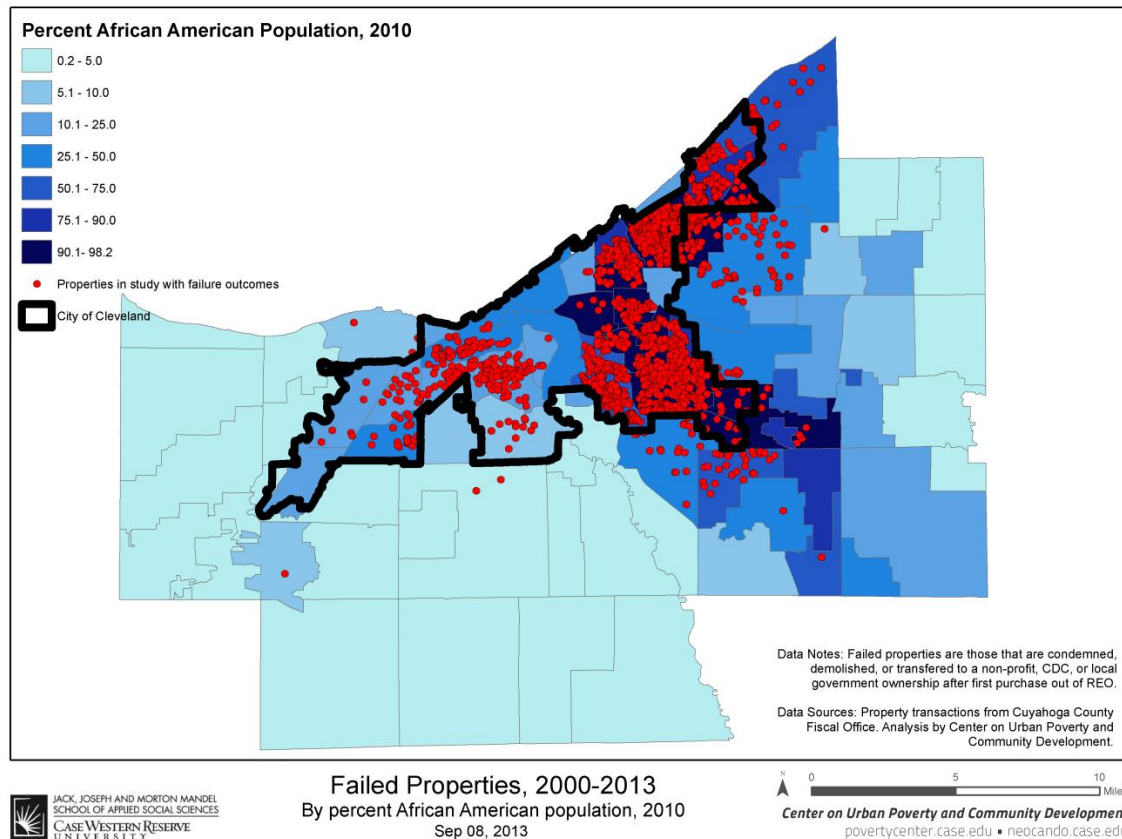 Percent African American Population, 2010
0.2 - 5.0
5.1 - 10.0
10.1 - 25.0
25.1 - 50.0
50.1 - 75.0
75.1 - 90.0
90.1 - 98.2
Properties in study with failure outcomes
City of Cleveland
Data Notes: Failed properties are those that are condemned,
demolished, or transfered to a non-profit, CDC, or local
government ownership after first purchase out of REO.
Data Sources: Property transactions from Cuyahoga County
Fiscal Office. Analysis by Center on Urban Poverty and
Community Development.
JACK, JOSEPH AND MORTON MANDEL
SCHOOL OF APPLIED SOCIAL SCIENCES
CASE WESTERN RESERVE
UNIVERSITY
Failed Properties, 2000-2013
By percent African American population, 2010
Sep 08, 2013
N
0 5 10
Mile
Center on Urban Poverty and Community Development
povertycenter.case.edu ▪ neocando.case.edu